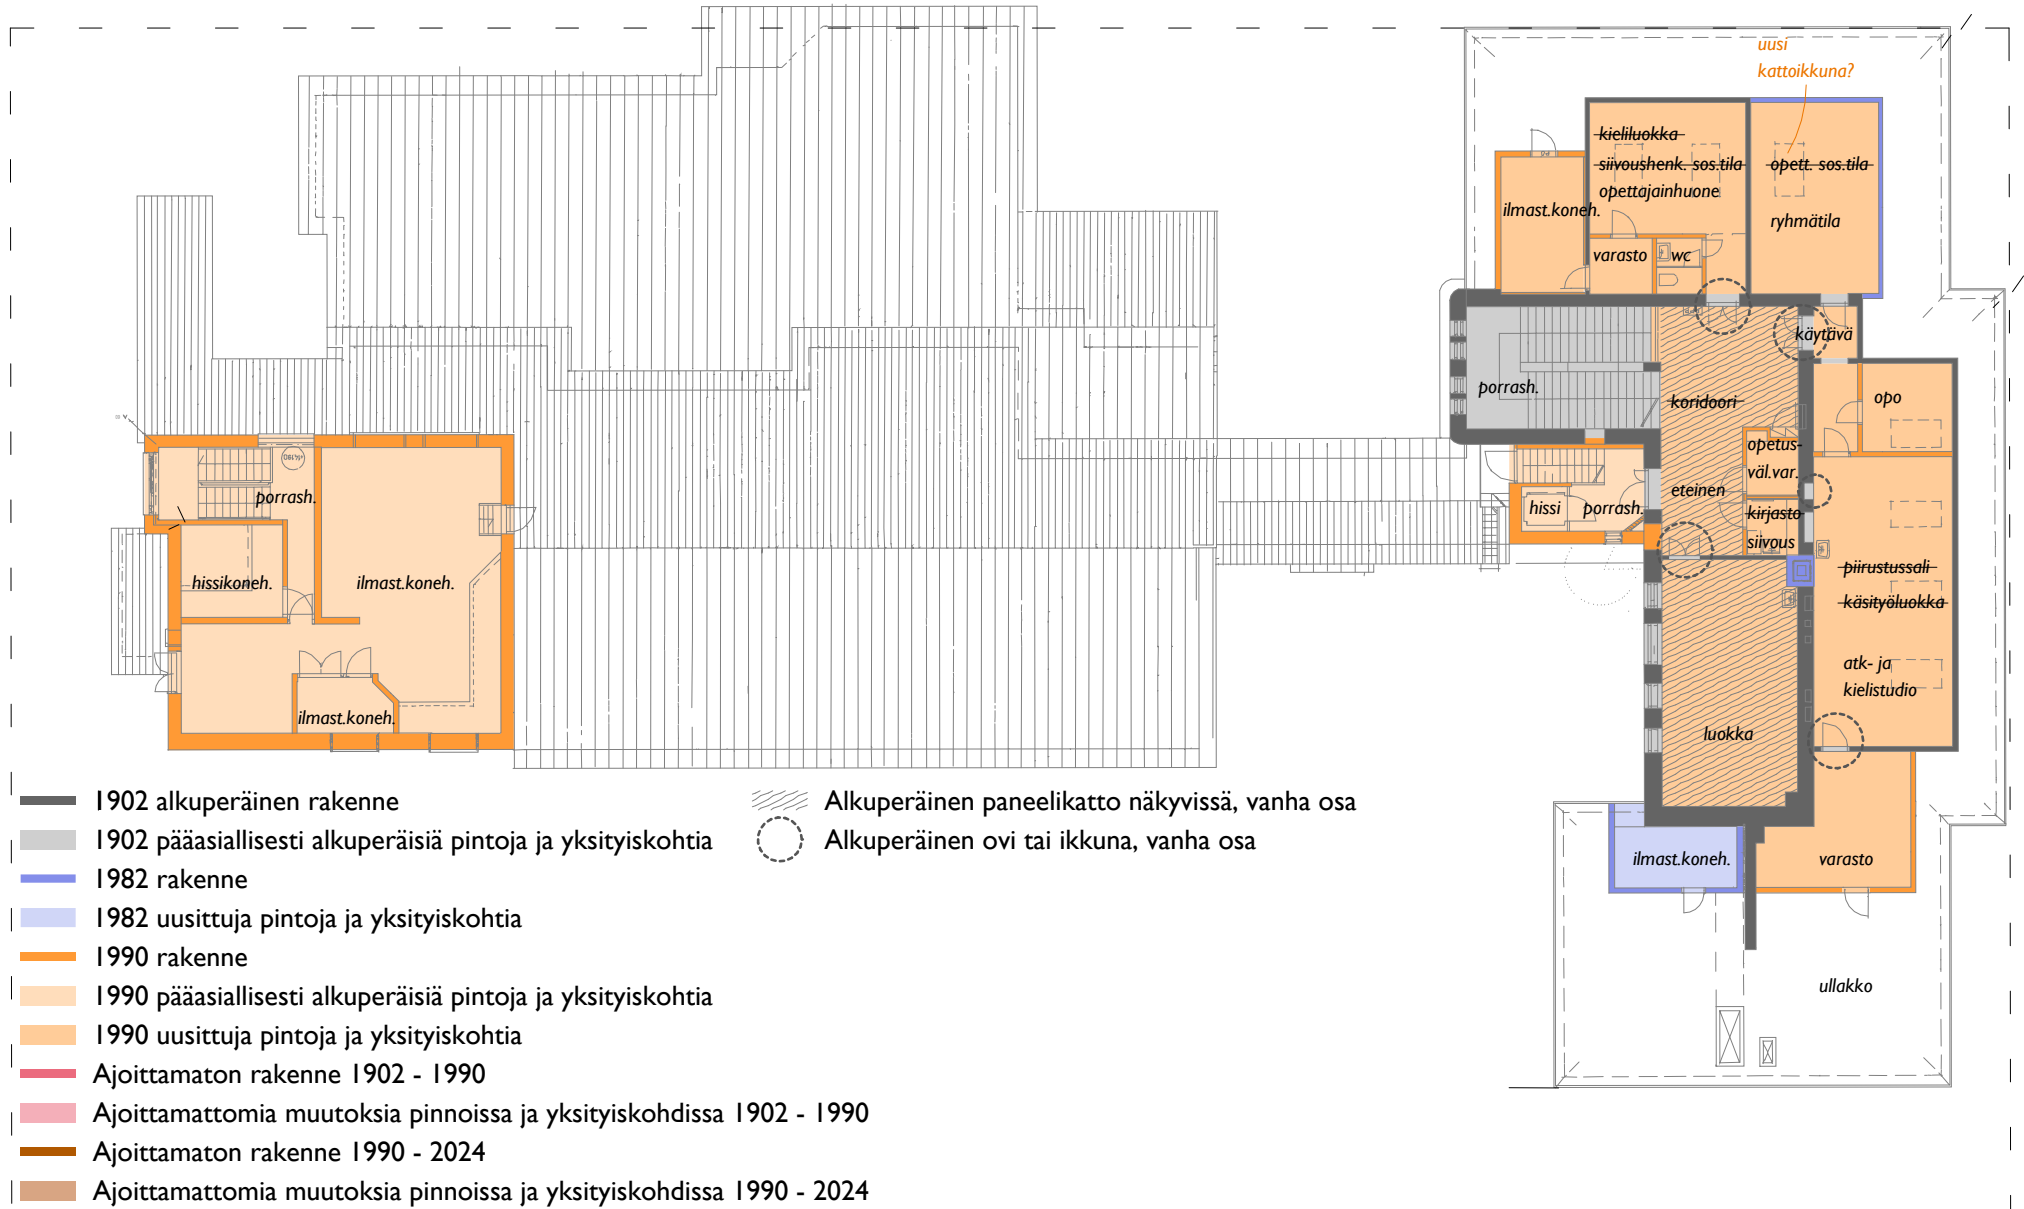 uusi
kattoikkuna?
kieliluokka
siivoushenk. sos.tila
opettajainhuone
opett. sos.tila
ryhmätila
ilmast.koneh.
varasto
wc
käytävä
porrash.
koridoori
opo
opetus-
väl.var.
eteinen
kirjasto
siivous
hissi
porrash.
piirustussali
käsityöluokka
atk- ja
kielistudio
luokka
ilmast.koneh.
varasto
ullakko
porrash.
hissikoneh.
ilmast.koneh.
ilmast.koneh.
1902 alkuperäinen rakenne
1902 pääasiallisesti alkuperäisiä pintoja ja yksityiskohtia
1982 rakenne
1982 uusittuja pintoja ja yksityiskohtia
1990 rakenne
1990 pääasiallisesti alkuperäisiä pintoja ja yksityiskohtia
1990 uusittuja pintoja ja yksityiskohtia
Ajoittamaton rakenne 1902 - 1990
Ajoittamattomia muutoksia pinnoissa ja yksityiskohdissa 1902 - 1990
Ajoittamaton rakenne 1990 - 2024
Ajoittamattomia muutoksia pinnoissa ja yksityiskohdissa 1990 - 2024
Alkuperäinen paneelikatto näkyvissä, vanha osa
Alkuperäinen ovi tai ikkuna, vanha osa